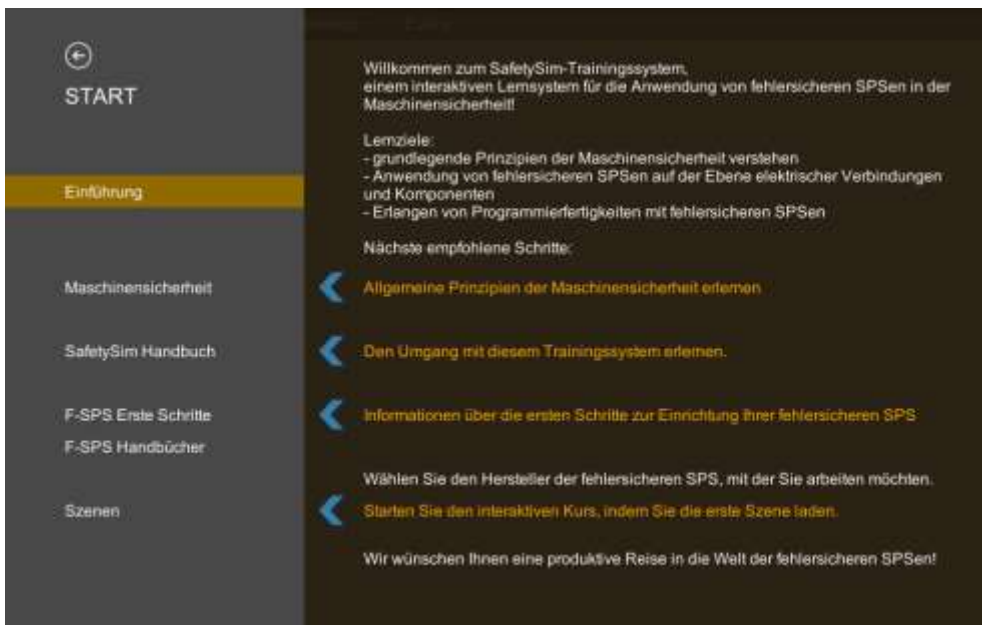 START
Einführung
Maschinensicherheit
SafetySim Handbuch
F-SPS Erste Schritte
F-SPS Handbücher
Szenen
Willkommen zum SafetySim-Trainingssystem,
einem interaktiven Lernsystem für die Anwendung von fehlersicheren SPSen in der
Maschinensicherheit!
Lernziele:
- grundlegende Prinzipien der Maschinensicherheit verstehen
- Anwendung von fehlersicheren SPSen auf der Ebene elektrischer Verbindungen
und Komponenten
- Erlangen von Programmierfertigkeiten mit fehlersicheren SPSen
Nächste empfohlene Schritte:
Allgemeine Prinzipien der Maschinensicherheit erlernen
Den Umgang mit diesem Trainingssystem erlernen.
Informationen über die ersten Schritte zur Einrichtung Ihrer fehlersicheren SPS
Wählen Sie den Hersteller der fehlersicheren SPS, mit der Sie arbeiten möchten.
Starten Sie den interaktiven Kurs, indem Sie die erste Szene laden.
Wir wünschen Ihnen eine produktive Reise in die Welt der fehlersicheren SPSen!